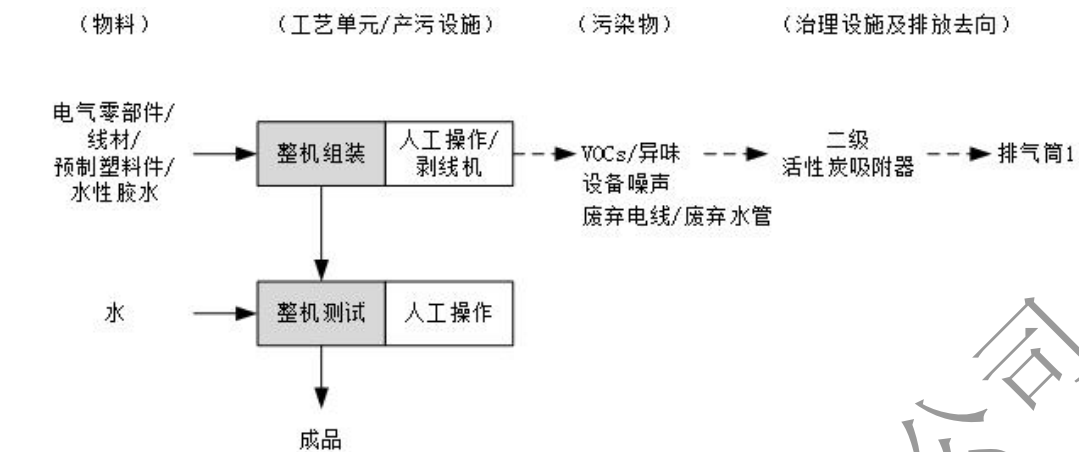 （物料）
（工艺单元/产污设施）
（污染物）
（治理设施及排放去向）
电气零部件/
线材/
预制塑料件/
水性胶水
整机组装
人工操作/
剥线机
VOCs/异味
设备噪声
废弃电线/废弃水管
二级
活性炭吸附器
排气筒1
水
整机测试
人工操作
成品
公司